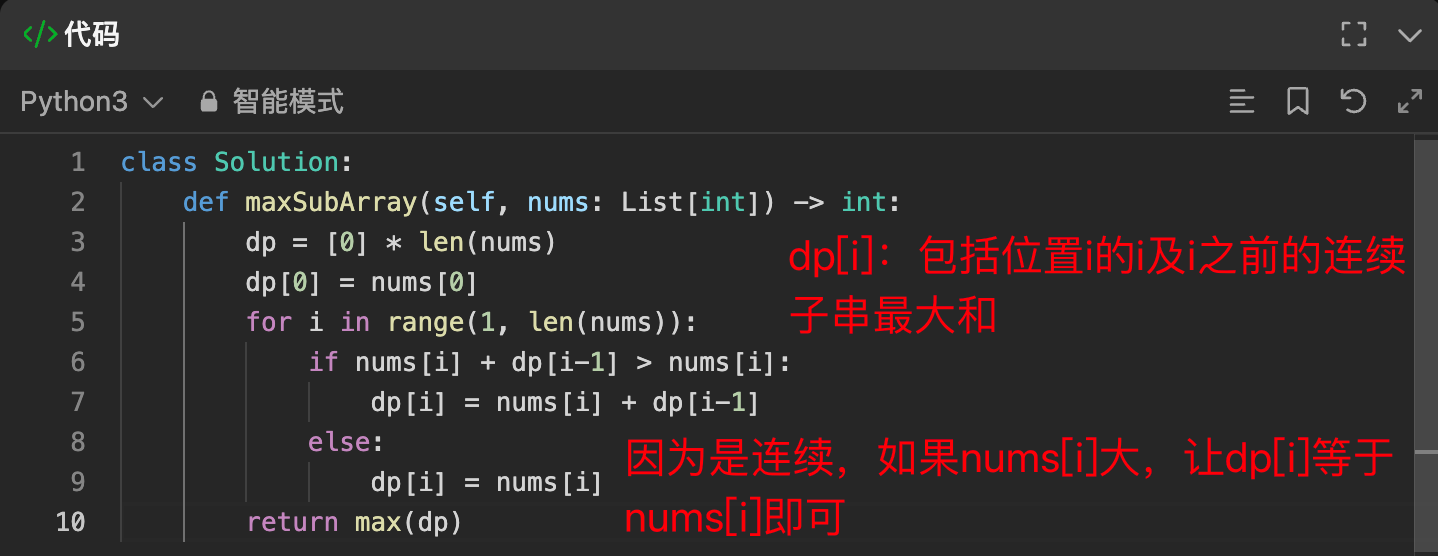 </> 代码
Python3 智能模式
1 class Solution:
2     def maxSubArray(self, nums: List[int]) -> int:
3         dp = [0] * len(nums)
4         dp[0] = nums[0]
5         for i in range(1, len(nums)):
6             if nums[i] + dp[i-1] > nums[i]:
7                 dp[i] = nums[i] + dp[i-1]
8             else:
9                 dp[i] = nums[i]
10         return max(dp)
dp[i]：包括位置i的i及i之前的连续
子串最大和
因为是连续，如果nums[i]大，让dp[i]等于
nums[i]即可